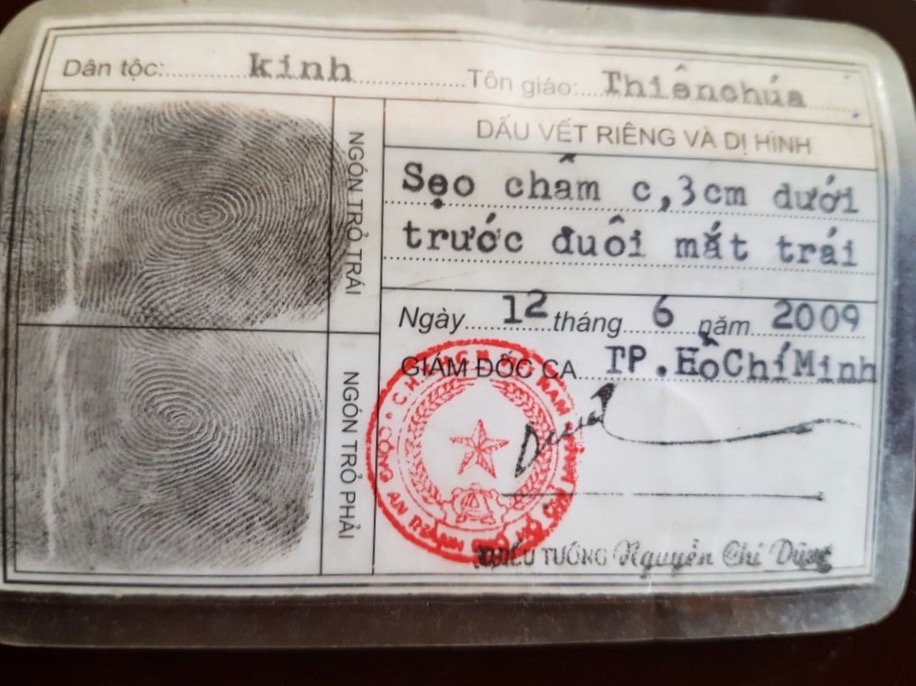 Dân tộc: kinh Tôn giáo: Thiênchúa
NGÓN TRỎ TRÁI
NGÓN TRỎ PHẢI
DẤU VẾT RIÊNG VÀ DỊ HÌNH
Sẹo chấm c,3cm dưới
trước đuôi mắt trái
Ngày 12 tháng 6 năm 2009
GIÁM ĐỐC CA TP.HồChíMinh
THIẾU TƯỚNG Nguyễn Chí Dũng